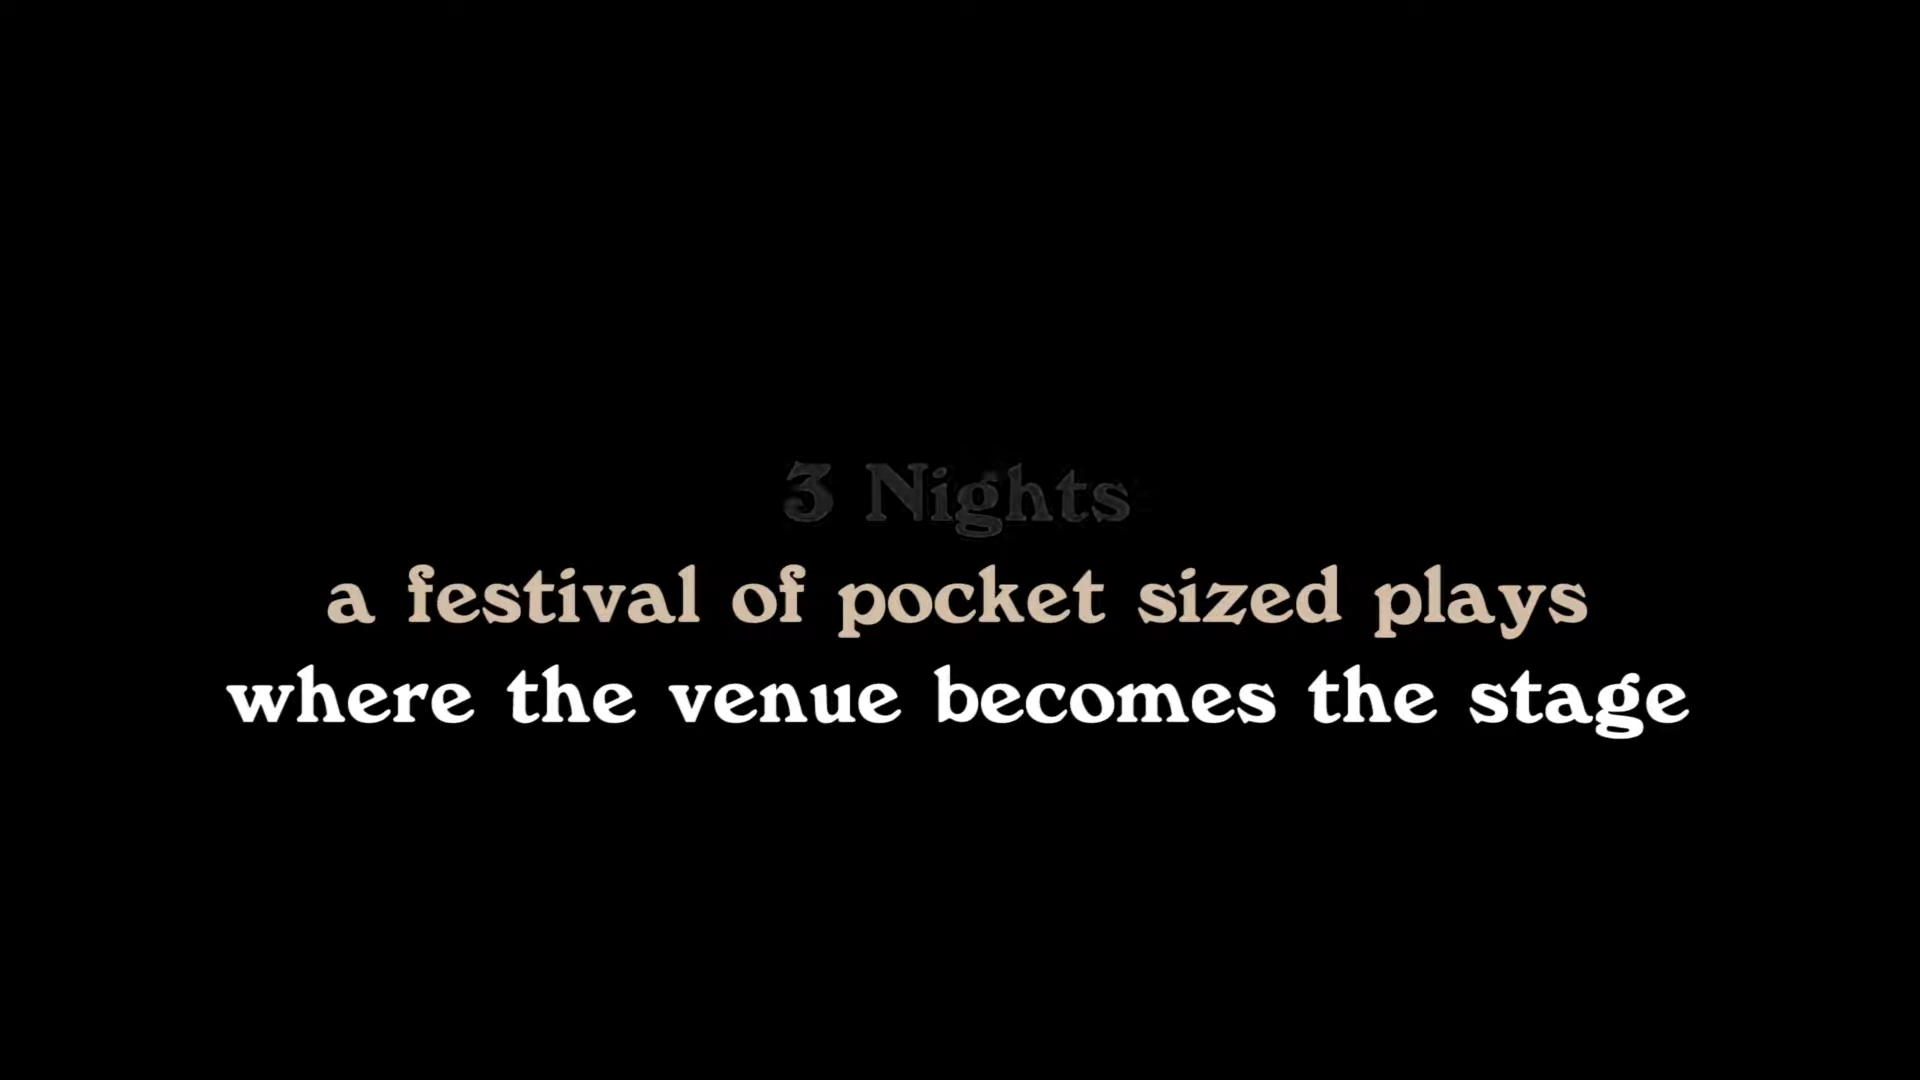 3 Nights
a festival of pocket sized plays
where the venue becomes the stage